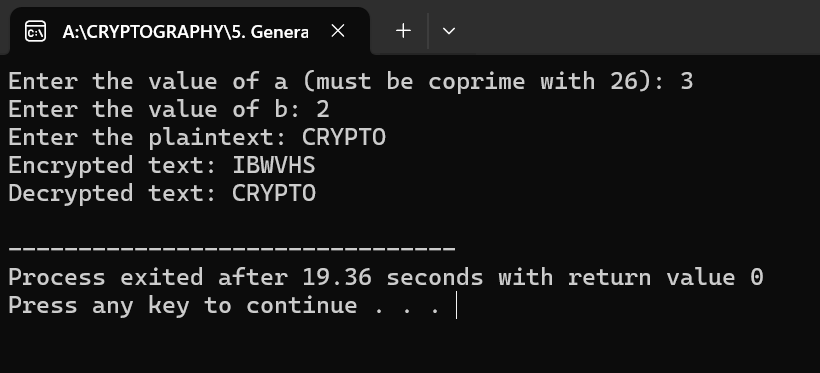 A:\CRYPTOGRAPHY\5. Genera
Enter the value of a (must be coprime with 26): 3
Enter the value of b: 2
Enter the plaintext: CRYPTO
Encrypted text: IBWVHS
Decrypted text: CRYPTO
--------------------------------
Process exited after 19.36 seconds with return value 0
Press any key to continue . . .